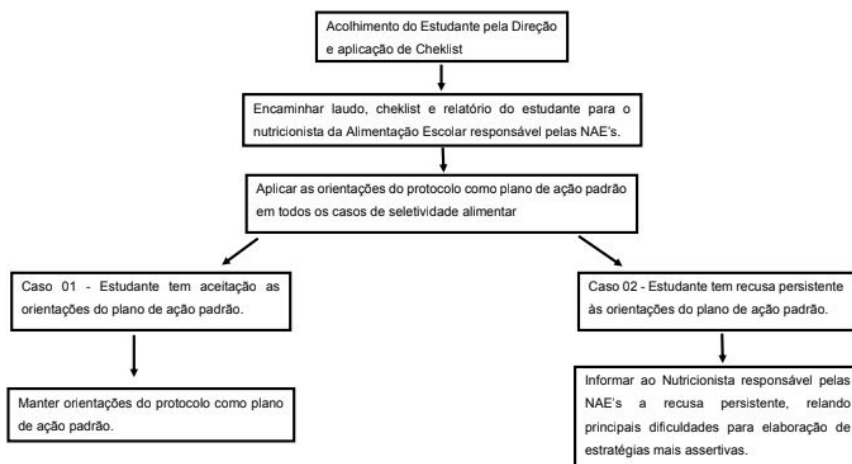 Acolhimento do Estudante pela Direção
e aplicação de Cheklist
Encaminhar laudo, cheklist e relatório do estudante para o
nutricionista da Alimentação Escolar responsável pelas NAE's.
Aplicar as orientações do protocolo como plano de ação padrão
em todos os casos de seletividade alimentar
Caso 01 - Estudante tem aceitação as
orientações do plano de ação padrão.
Caso 02 - Estudante tem recusa persistente
às orientações do plano de ação padrão.
Manter orientações do protocolo como plano
de ação padrão.
Informar ao Nutricionista responsável pelas
NAE's a recusa persistente, relando
principais dificuldades para elaboração de
estratégias mais assertivas.